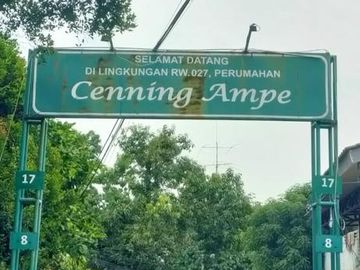 SELAMAT DATANG
DI LINGKUNGAN RW.027, PERUMAHAN
Cenning Ampe
17 17
8 8